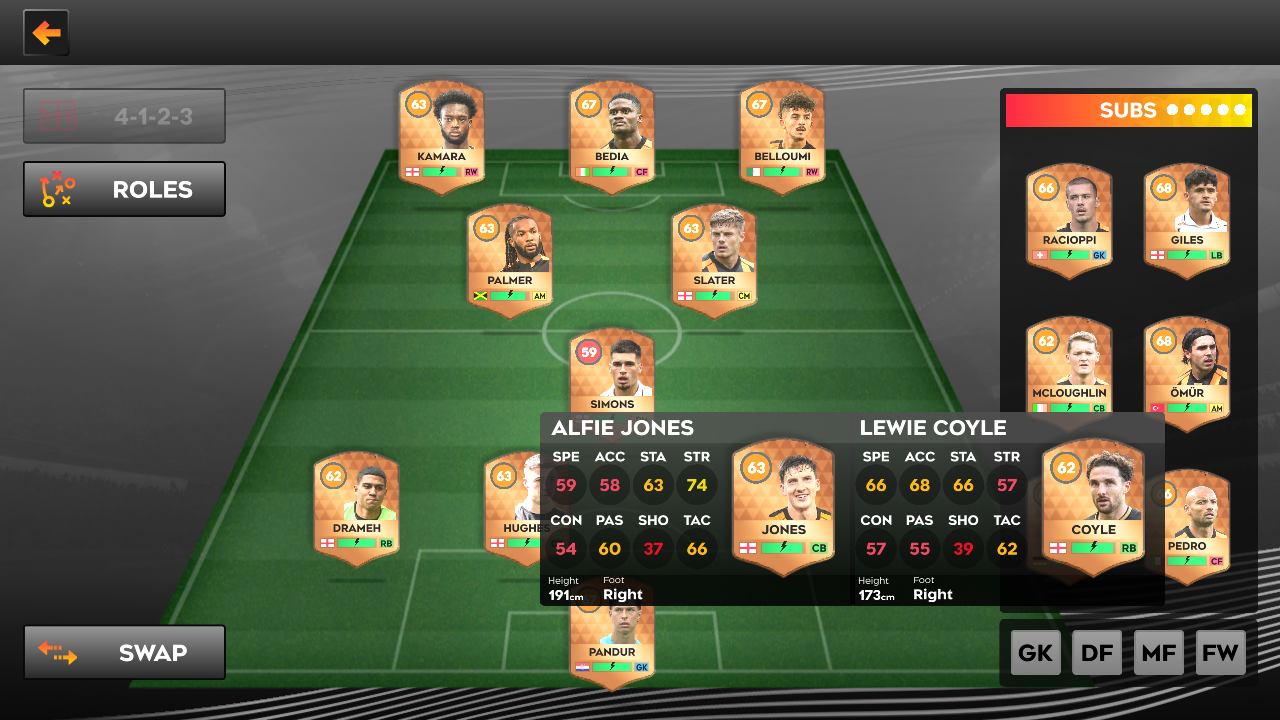 4-1-2-3
ROLES
SWAP
63
KAMARA
RW
67
BEDIA
CF
67
BELLOUMI
RW
63
PALMER
AM
63
SLATER
CM
59
SIMONS
62
DRAMEH
RB
63
HUGHES
PANDUR
GK
ALFIE JONES
SPE ACC STA STR
59 58 63 74
CON PAS SHO TAC
54 60 37 66
Height Foot
191cm Right
63
JONES
CB
LEWIE COYLE
SPE ACC STA STR
66 68 66 57
CON PAS SHO TAC
57 55 39 62
Height Foot
173cm Right
62
COYLE
RB
SUBS
66
RACIOPPI
GK
68
GILES
LB
62
MCLOUGHLIN
CB
68
ÖMÜR
AM
PEDRO
CF
GK DF MF FW